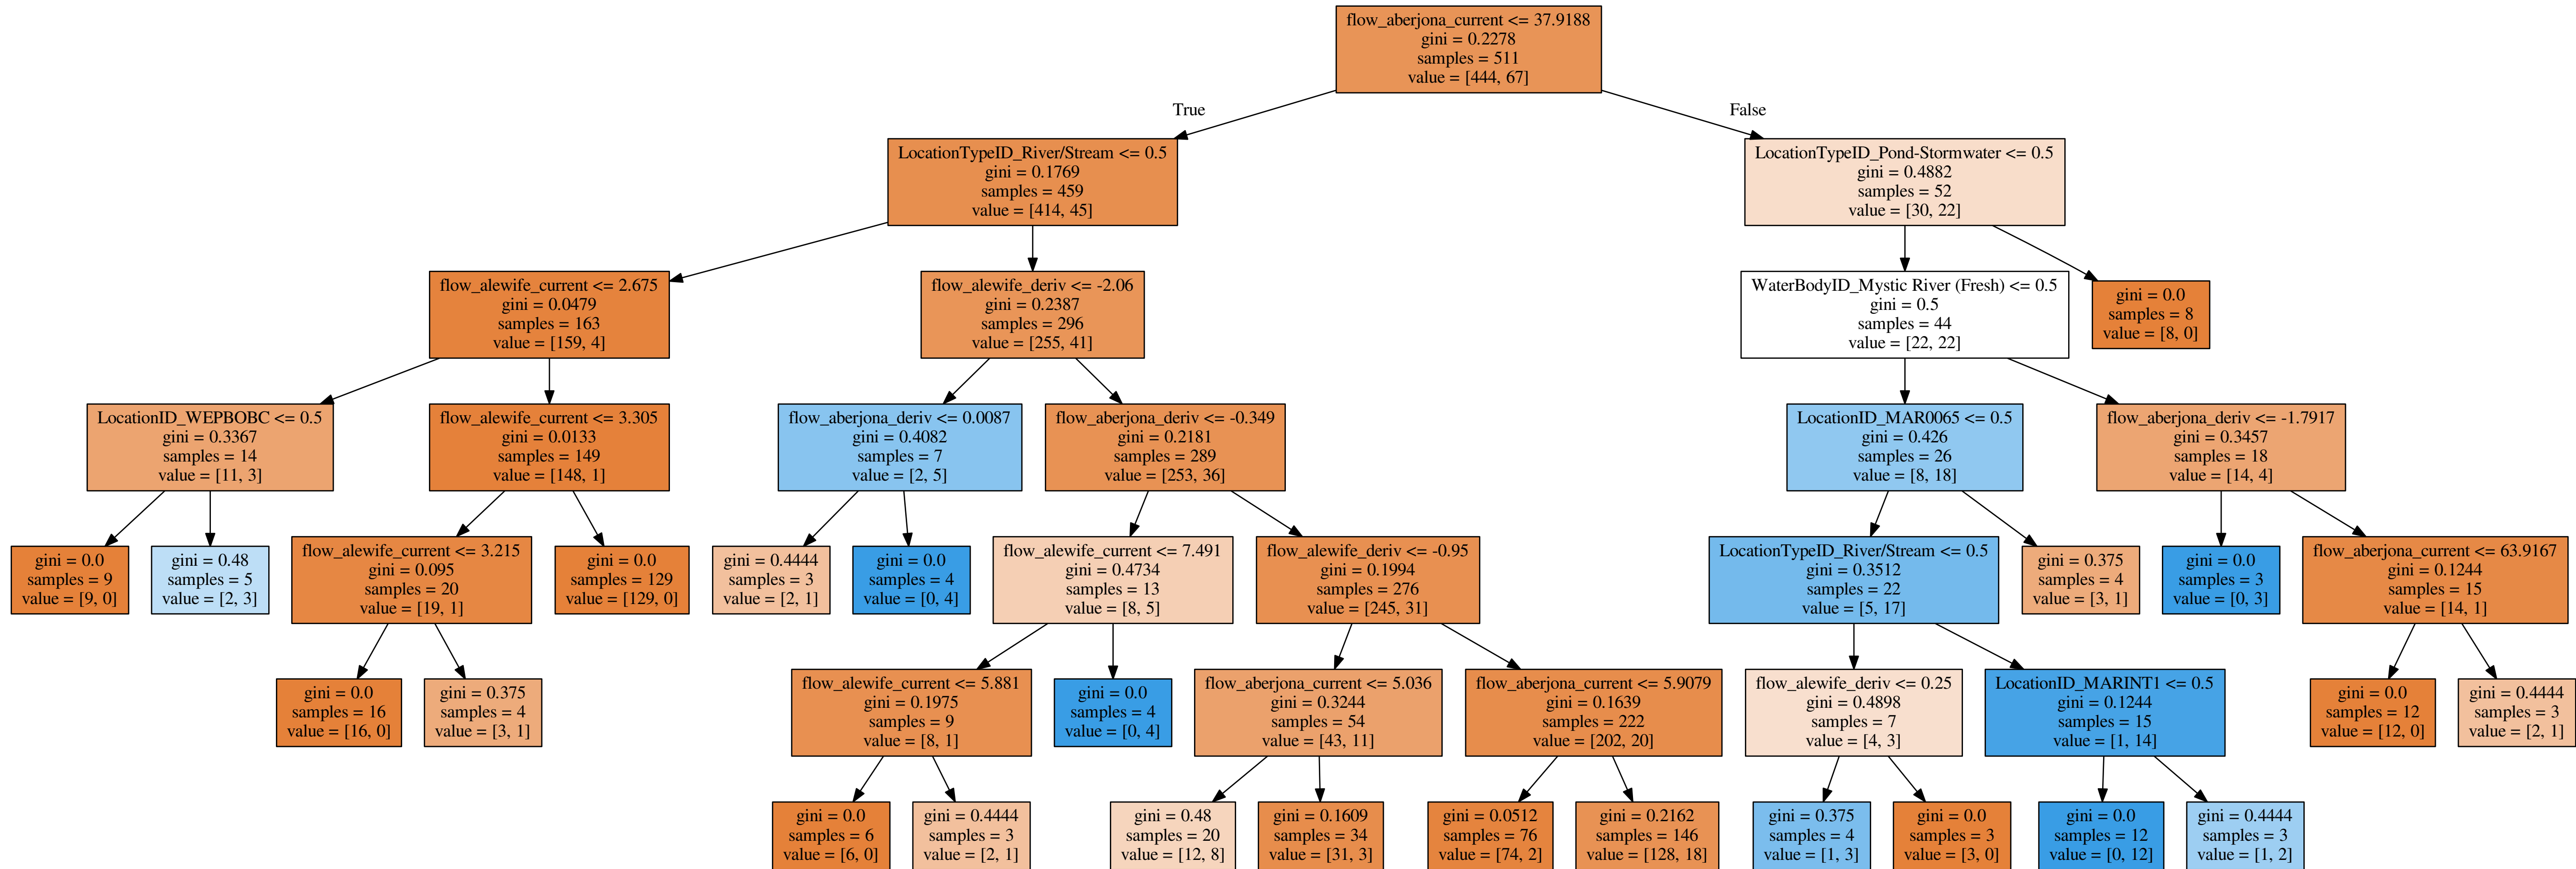 flow_aberjona_current <= 37.9188
gini = 0.2278
samples = 511
value = [444, 67]
True
False
LocationTypeID_River/Stream <= 0.5
gini = 0.1769
samples = 459
value = [414, 45]
LocationTypeID_Pond-Stormwater <= 0.5
gini = 0.4882
samples = 52
value = [30, 22]
flow_alewife_current <= 2.675
gini = 0.0479
samples = 163
value = [159, 4]
flow_alewife_deriv <= -2.06
gini = 0.2387
samples = 296
value = [255, 41]
WaterBodyID_Mystic River (Fresh) <= 0.5
gini = 0.5
samples = 44
value = [22, 22]
gini = 0.0
samples = 8
value = [8, 0]
LocationID_WEPBOBC <= 0.5
gini = 0.3367
samples = 14
value = [11, 3]
flow_alewife_current <= 3.305
gini = 0.0133
samples = 149
value = [148, 1]
flow_aberjona_deriv <= 0.0087
gini = 0.4082
samples = 7
value = [2, 5]
flow_aberjona_deriv <= -0.349
gini = 0.2181
samples = 289
value = [253, 36]
LocationID_MAR0065 <= 0.5
gini = 0.426
samples = 26
value = [8, 18]
flow_aberjona_deriv <= -1.7917
gini = 0.3457
samples = 18
value = [14, 4]
gini = 0.0
samples = 9
value = [9, 0]
gini = 0.48
samples = 5
value = [2, 3]
flow_alewife_current <= 3.215
gini = 0.095
samples = 20
value = [19, 1]
gini = 0.0
samples = 129
value = [129, 0]
gini = 0.4444
samples = 3
value = [2, 1]
gini = 0.0
samples = 4
value = [0, 4]
flow_alewife_current <= 7.491
gini = 0.4734
samples = 13
value = [8, 5]
flow_alewife_deriv <= -0.95
gini = 0.1994
samples = 276
value = [245, 31]
LocationTypeID_River/Stream <= 0.5
gini = 0.3512
samples = 22
value = [5, 17]
gini = 0.375
samples = 4
value = [3, 1]
gini = 0.0
samples = 3
value = [0, 3]
flow_aberjona_current <= 63.9167
gini = 0.1244
samples = 15
value = [14, 1]
gini = 0.0
samples = 16
value = [16, 0]
gini = 0.375
samples = 4
value = [3, 1]
flow_alewife_current <= 5.881
gini = 0.1975
samples = 9
value = [8, 1]
gini = 0.0
samples = 4
value = [0, 4]
flow_aberjona_current <= 5.036
gini = 0.3244
samples = 54
value = [43, 11]
flow_aberjona_current <= 5.9079
gini = 0.1639
samples = 222
value = [202, 20]
flow_alewife_deriv <= 0.25
gini = 0.4898
samples = 7
value = [4, 3]
LocationID_MARINT1 <= 0.5
gini = 0.1244
samples = 15
value = [1, 14]
gini = 0.0
samples = 12
value = [12, 0]
gini = 0.4444
samples = 3
value = [2, 1]
gini = 0.0
samples = 6
value = [6, 0]
gini = 0.4444
samples = 3
value = [2, 1]
gini = 0.48
samples = 20
value = [12, 8]
gini = 0.1609
samples = 34
value = [31, 3]
gini = 0.0512
samples = 76
value = [74, 2]
gini = 0.2162
samples = 146
value = [128, 18]
gini = 0.375
samples = 4
value = [1, 3]
gini = 0.0
samples = 3
value = [3, 0]
gini = 0.0
samples = 12
value = [0, 12]
gini = 0.4444
samples = 3
value = [1, 2]